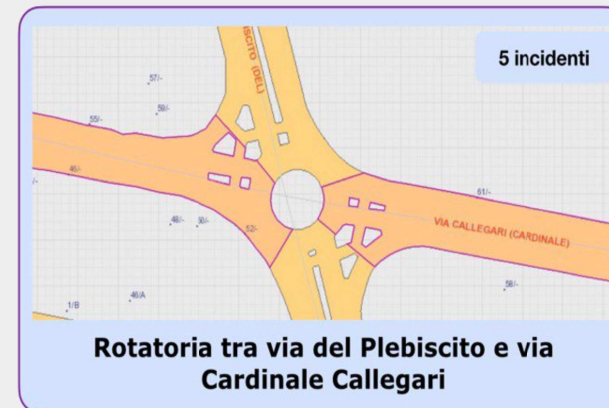 5 incidenti
BISCITO (DEL)
57/-
59/-
55/-
46/-
48/-
50/-
52/-
61/-
VIA CALLEGARI (CARDINALE)
58/-
46/A
1/B
Rotatoria tra via del Plebiscito e via
Cardinale Callegari